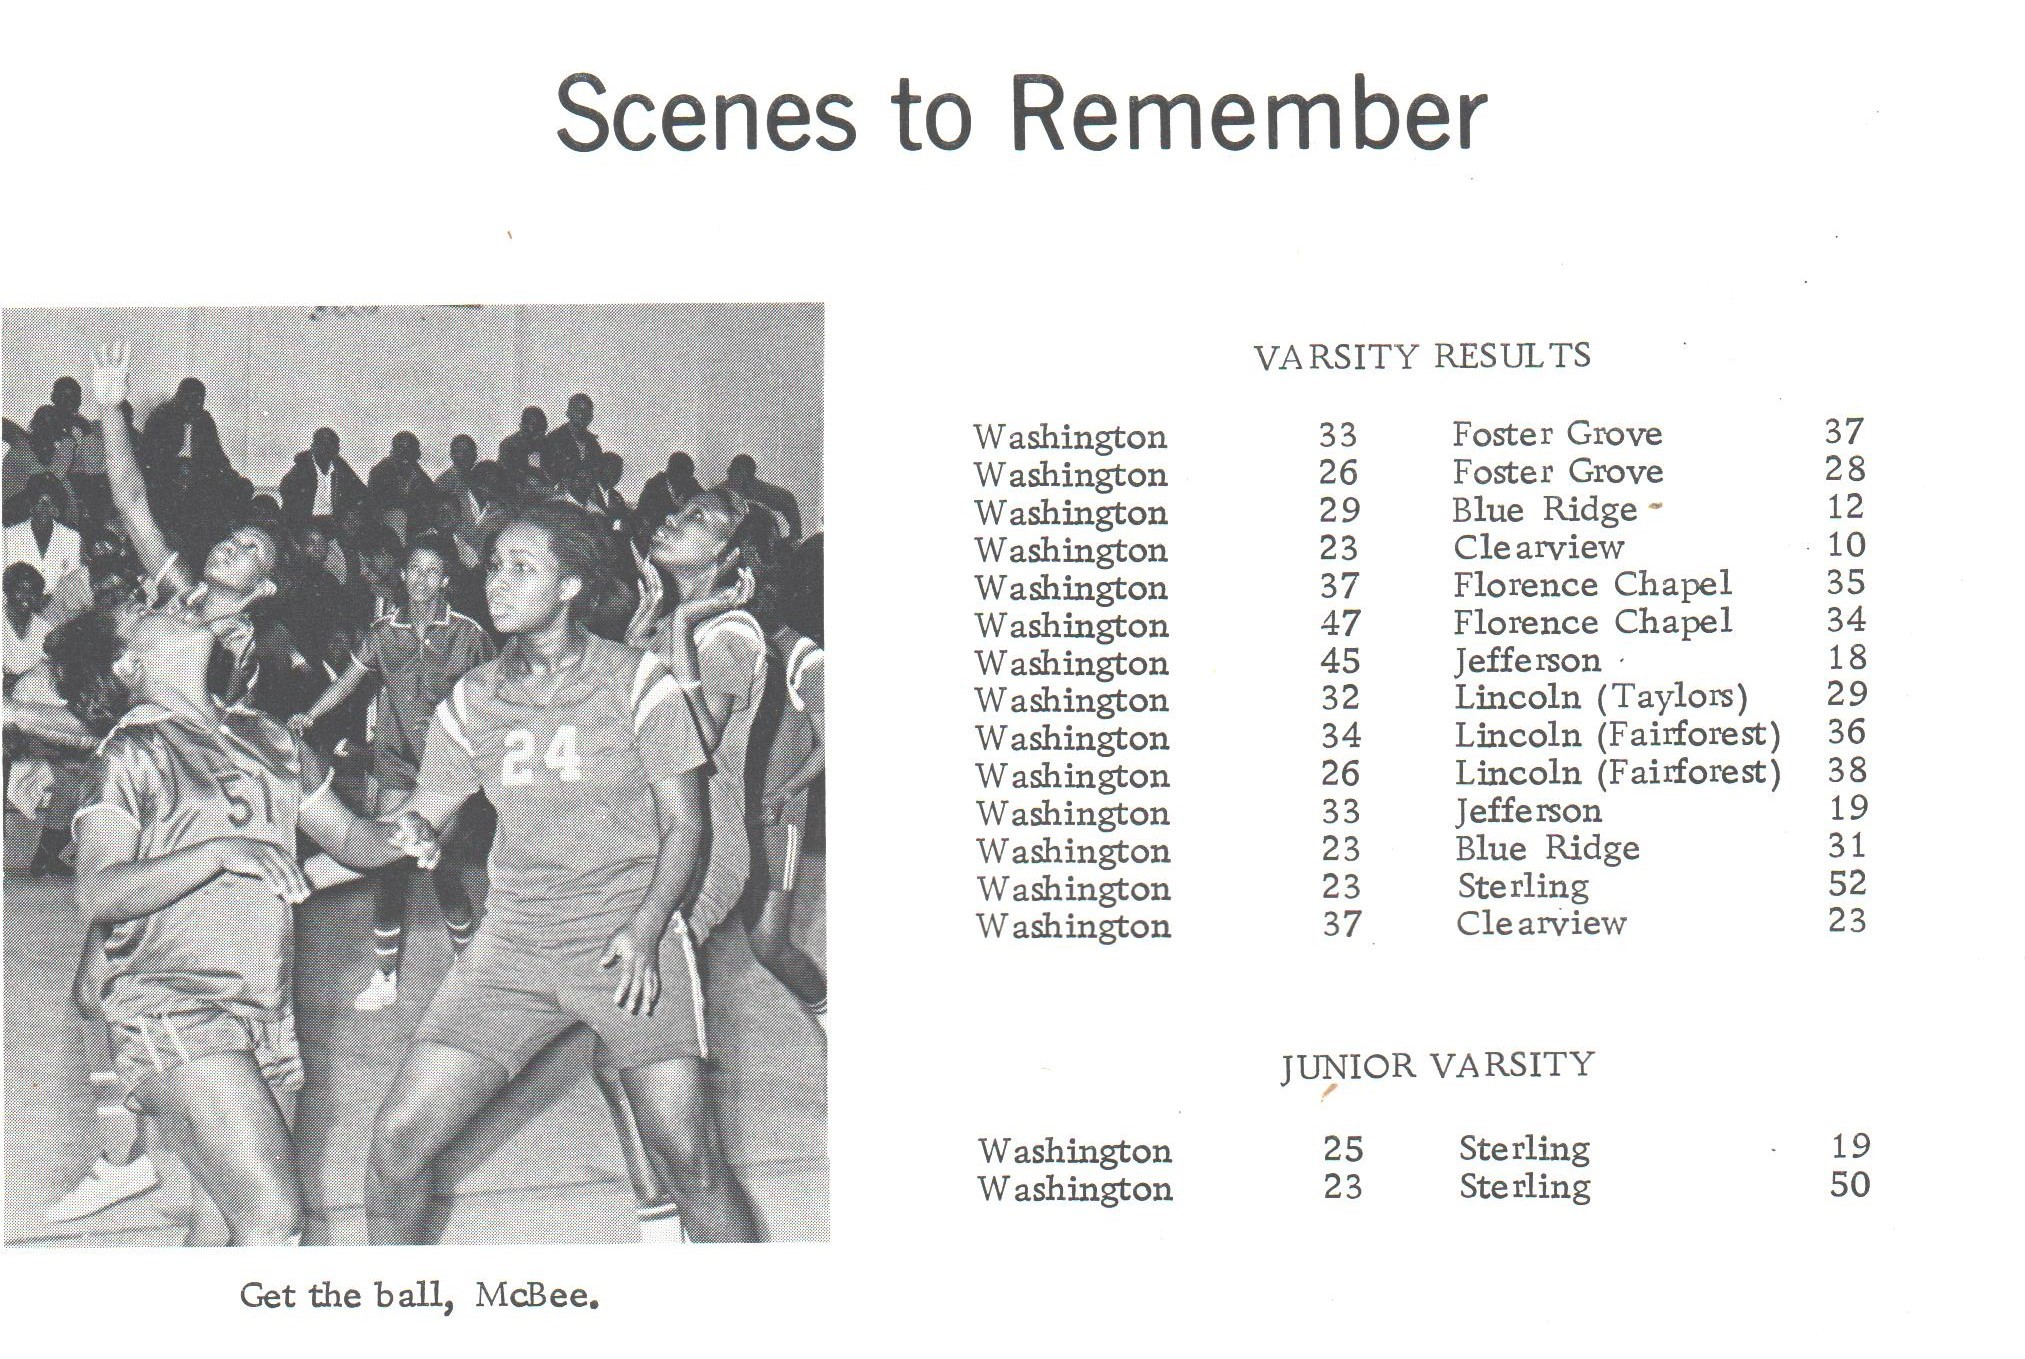 Scenes to Remember
24
51
Get the ball, McBee.
VARSITY RESULTS
Washington 33 Foster Grove 37
Washington 26 Foster Grove 28
Washington 29 Blue Ridge 12
Washington 23 Clearview 10
Washington 37 Florence Chapel 35
Washington 47 Florence Chapel 34
Washington 45 Jefferson 18
Washington 32 Lincoln (Taylors) 29
Washington 34 Lincoln (Fairforest) 36
Washington 26 Lincoln (Fairforest) 38
Washington 33 Jefferson 19
Washington 23 Blue Ridge 31
Washington 23 Sterling 52
Washington 37 Clearview 23
JUNIOR VARSITY
Washington 25 Sterling 19
Washington 23 Sterling 50